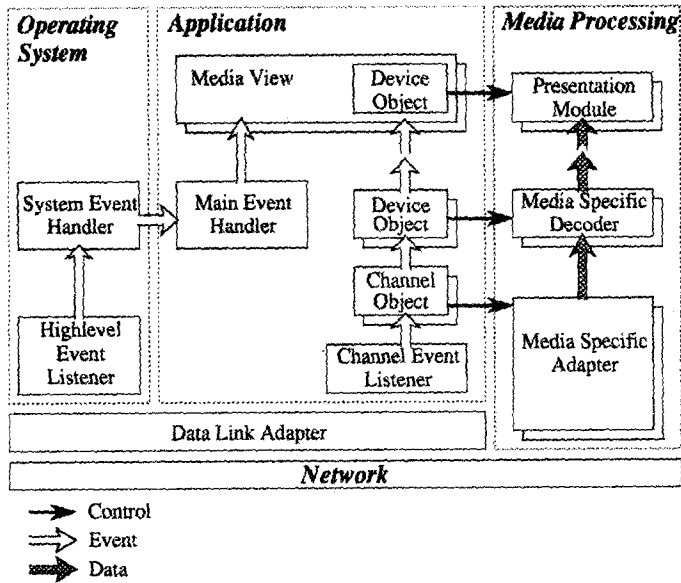 Operating
System
Application
Media Processing
Media View
Device
Object
Presentation
Module
System Event
Handler
Main Event
Handler
Device
Object
Media Specific
Decoder
Channel
Object
Highlevel
Event
Listener
Channel Event
Listener
Media Specific
Adapter
Data Link Adapter
Network
Control
Event
Data